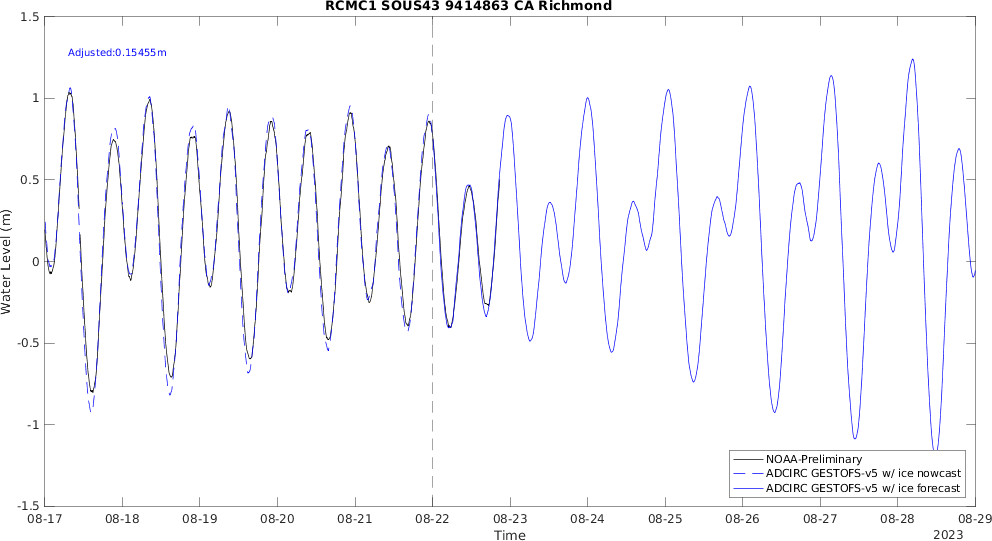 RCMC1 SOUS43 9414863 CA Richmond
Adjusted:0.15455m
Water Level (m)
1.5
1
0.5
0
-0.5
-1
-1.5
NOAA-Preliminary
ADCIRC GESTOFS-v5 w/ ice nowcast
ADCIRC GESTOFS-v5 w/ ice forecast
08-17 08-18 08-19 08-20 08-21 08-22 08-23 08-24 08-25 08-26 08-27 08-28 08-29
Time
2023